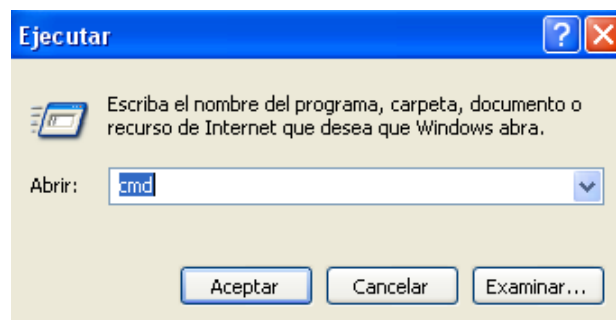 Ejecutar
Escriba el nombre del programa, carpeta, documento o
recurso de Internet que desea que Windows abra.
Abrir: cmd
Aceptar Cancelar Examinar...